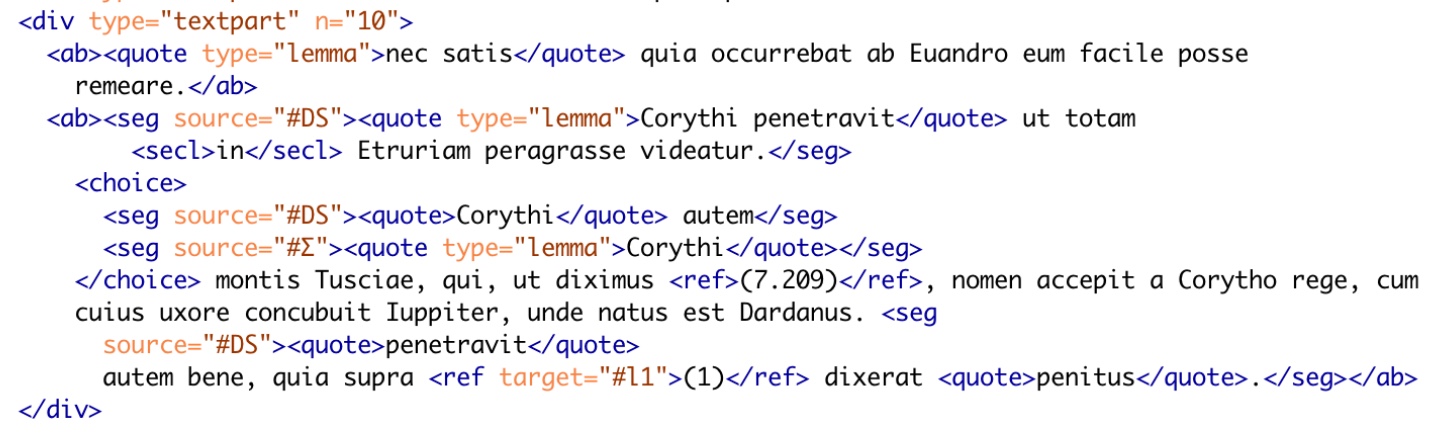 <div type="textpart" n="10">
<ab><quote type="lemma">nec satis</quote> quia occurrebat ab Euandro eum facile posse
remeare.</ab>
<ab><seg source="#DS"><quote type="lemma">Corythi penetravit</quote> ut totam
<secl>in</secl> Etruriam peragrasse videatur.</seg>
<choice>
<seg source="#DS"><quote>Corythi</quote> autem</seg>
<seg source="#Σ"><quote type="lemma">Corythi</quote></seg>
</choice> montis Tusciae, qui, ut diximus <ref>(7.209)</ref>, nomen accepit a Corytho rege, cum
cuius uxore concubuit Iuppiter, unde natus est Dardanus. <seg
source="#DS"><quote>penetravit</quote>
autem bene, quia supra <ref target="#l1">(1)</ref> dixerat <quote>penitus</quote>.</seg></ab>
</div>